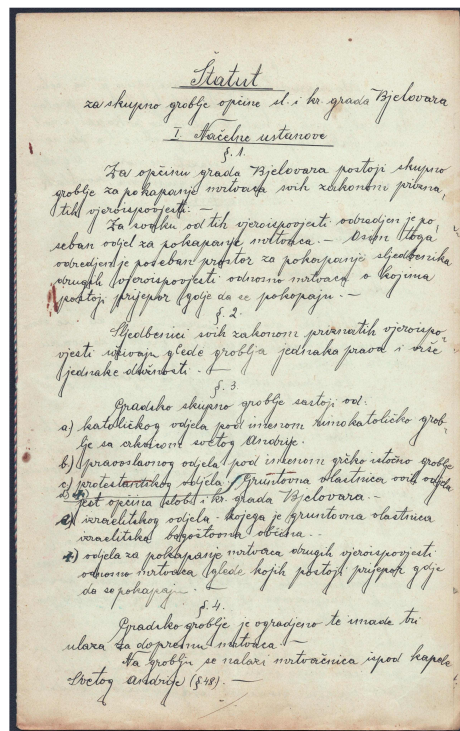 Štatut
za skupno groblje općine sl. i kr. grada Bjelovara
I. Načelne ustanove
§. 1.
Za općinu grada Bjelovara postoji skupno
groblje za pokapanje mrtvaca svih zakonom prizna„
tih vjeroispovjesti. —
Za svaku od tih vjeroispovjesti odredjen je po„
seban odjel za pokapanje mrtvaca. — Osim toga
odredjen je poseban prostor za pokapanje sljedbenika
drugih vjeroispovjesti odnosno mrtvaca o kojima
postoji prijepor gdje da se pokopaju. —
§. 2.
Sljedbenici svih zakonom priznatih vjeroispo„
vjesti uživaju glede groblja jednaka prava i vrše
jednake dužnosti. —
§. 3.
Gradsko skupno groblje sastoji od:
a) katoličkog odjela pod imenom rimokatoličko grob„
lje sa crkvom svetog Andrije.
b) pravoslavnog odjela pod imenom grčko istočno groblje
c) protestantskog odjela. Gruntovna vlastnica ovih odjela
jest općina slob. i kr. grada Bjelovara. —
d) izraelitskog odjela kojega je gruntovna vlastnica
izraelitska bogoštovna općina. —
e) odjela za pokapanje mrtvaca drugih vjeroispovjesti
odnosno mrtvaca glede kojih postoji prijepor gdje
da se pokapaju. —
§. 4.
Gradsko groblje je ogradjeno te imade tri
ulaza za dopremu mrtvaca. —
Na groblju se nalazi mrtvačnica ispod kapele
Svetog Andrije (§ 48). —